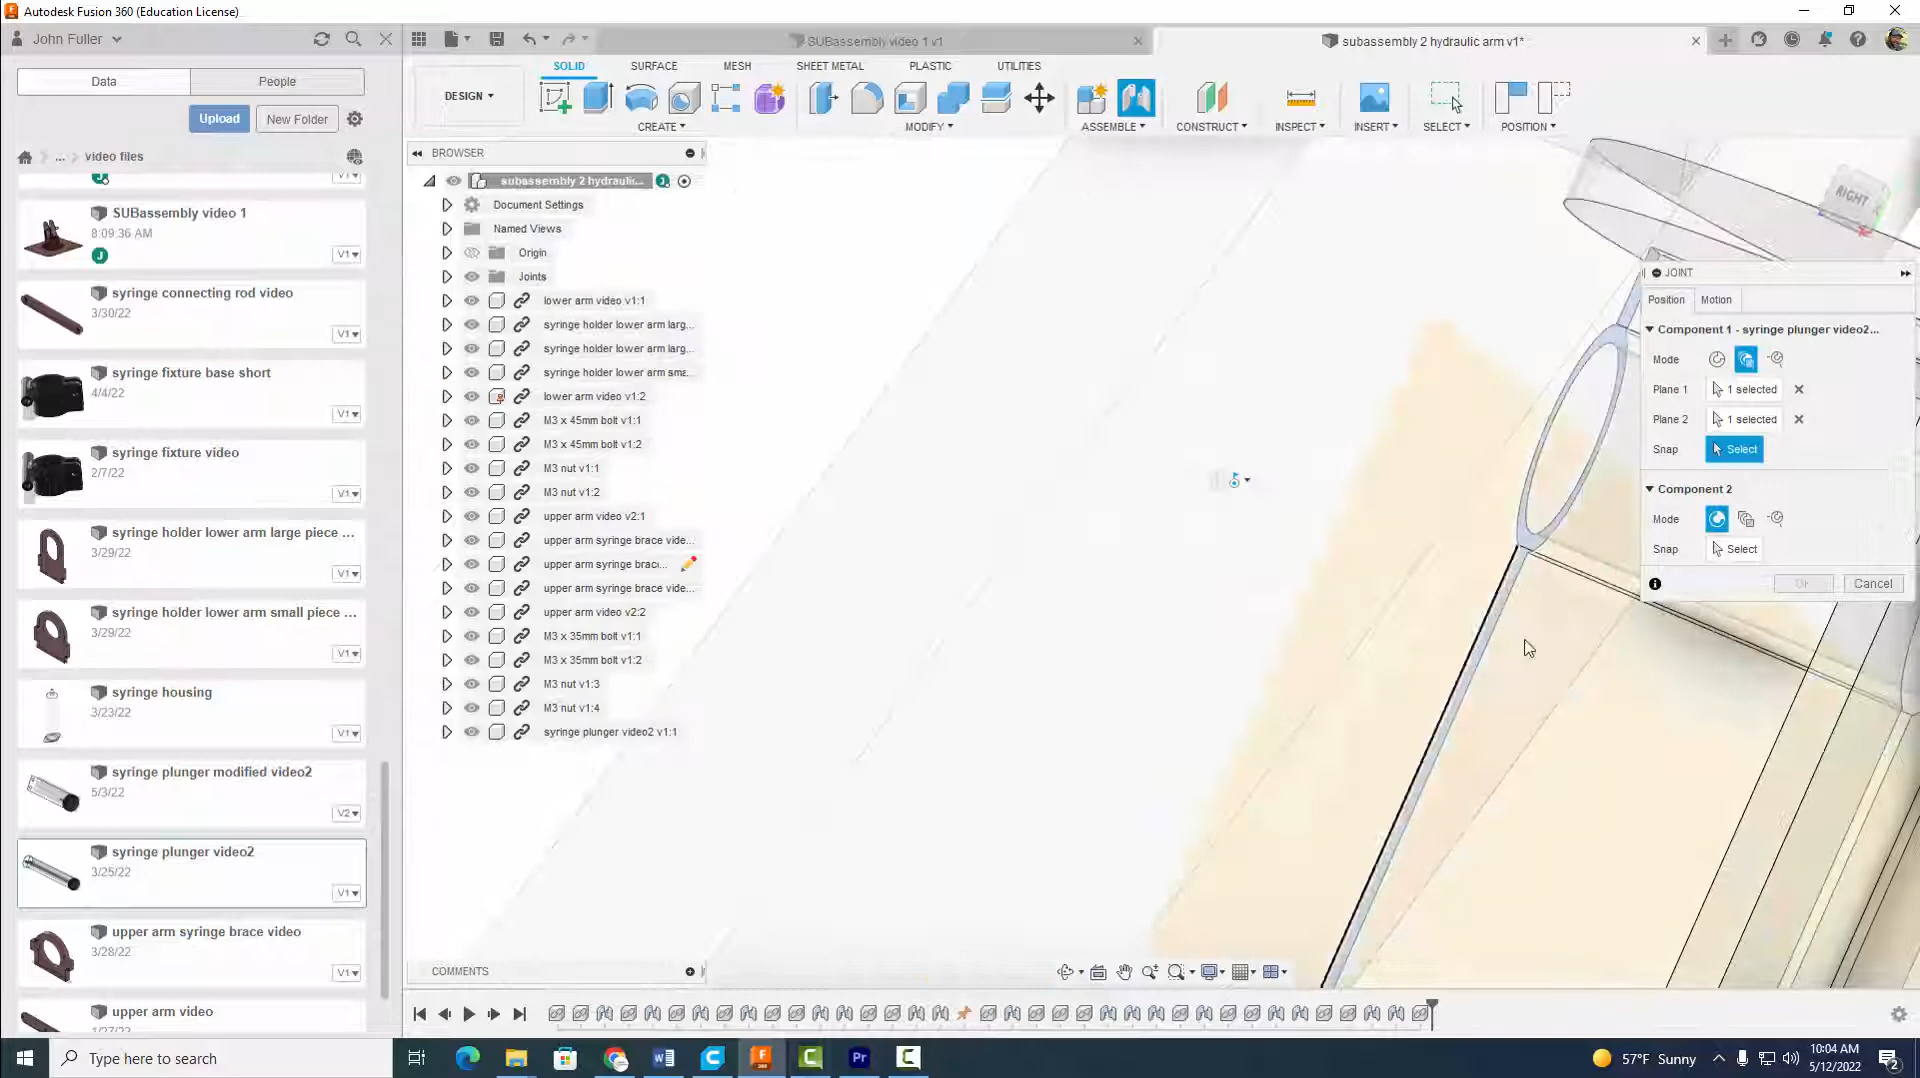 Autodesk Fusion 360 (Education License)
John Fuller
SUBassembly video 1 v1
subassembly 2 hydraulic arm v1*
Data
People
Upload
New Folder
... > video files
SUBassembly video 1
8:09:36 AM
V1▾
syringe connecting rod video
3/30/22
V1▾
syringe fixture base short
4/4/22
V1▾
syringe fixture video
2/7/22
V1▾
syringe holder lower arm large piece ...
3/29/22
V1▾
syringe holder lower arm small piece ...
3/29/22
V1▾
syringe housing
3/23/22
V1▾
syringe plunger modified video2
5/3/22
V2▾
syringe plunger video2
3/25/22
V1▾
upper arm syringe brace video
3/28/22
V1▾
upper arm video
DESIGN ▾
SOLID
SURFACE
MESH
SHEET METAL
PLASTIC
UTILITIES
CREATE ▾
MODIFY ▾
ASSEMBLE ▾
CONSTRUCT ▾
INSPECT ▾
INSERT ▾
SELECT ▾
POSITION ▾
BROWSER
subassembly 2 hydraulic...
Document Settings
Named Views
Origin
Joints
lower arm video v1:1
syringe holder lower arm larg...
syringe holder lower arm larg...
syringe holder lower arm sma...
lower arm video v1:2
M3 x 45mm bolt v1:1
M3 x 45mm bolt v1:2
M3 nut v1:1
M3 nut v1:2
upper arm video v2:1
upper arm syringe brace vide...
upper arm syringe brac...
upper arm syringe brace vide...
upper arm video v2:2
M3 x 35mm bolt v1:1
M3 x 35mm bolt v1:2
M3 nut v1:3
M3 nut v1:4
syringe plunger video2 v1:1
RIGHT
JOINT
Position
Motion
Component 1 - syringe plunger video2...
Mode
Plane 1
1 selected
Plane 2
1 selected
Snap
Select
Component 2
Mode
Snap
Select
OK
Cancel
COMMENTS
Type here to search
57°F Sunny
10:04 AM
5/12/2022
2